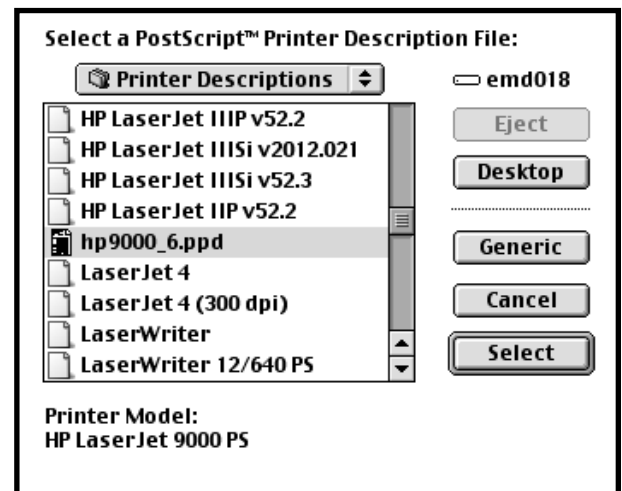 Select a PostScript™ Printer Description File:
Printer Descriptions
emd018
HP LaserJet IIIP v52.2
HP LaserJet IIISi v2012.021
HP LaserJet IIISi v52.3
HP LaserJet IIP v52.2
hp9000_6.ppd
LaserJet 4
LaserJet 4 (300 dpi)
LaserWriter
LaserWriter 12/640 PS
Eject
Desktop
Generic
Cancel
Select
Printer Model:
HP LaserJet 9000 PS